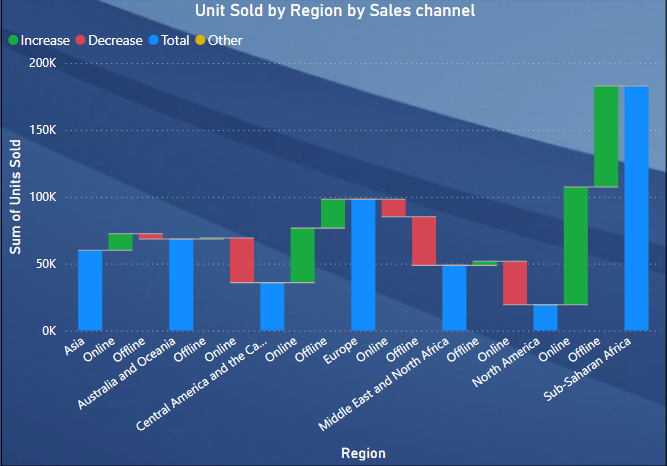 Unit Sold by Region by Sales channel
Increase Decrease Total Other
200K
150K
100K
50K
0K
Sum of Units Sold
Asia
Online
Offline
Australia and Oceania
Offline
Online
Central America and the Ca...
Online
Offline
Europe
Online
Offline
Middle East and North Africa
Offline
Online
North America
Online
Offline
Sub-Saharan Africa
Region